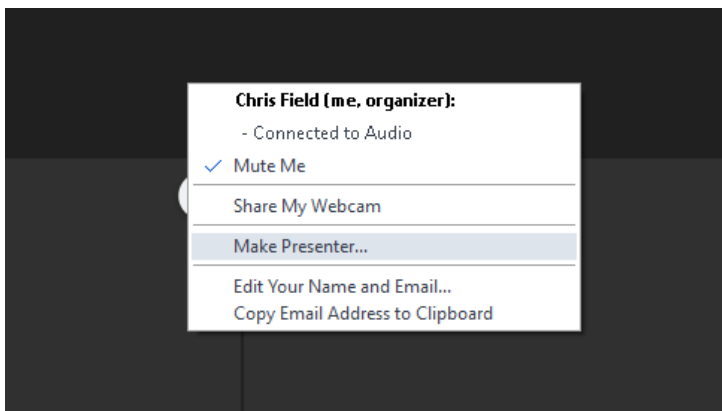 Chris Field (me, organizer):
- Connected to Audio
Mute Me
Share My Webcam
Make Presenter...
Edit Your Name and Email...
Copy Email Address to Clipboard